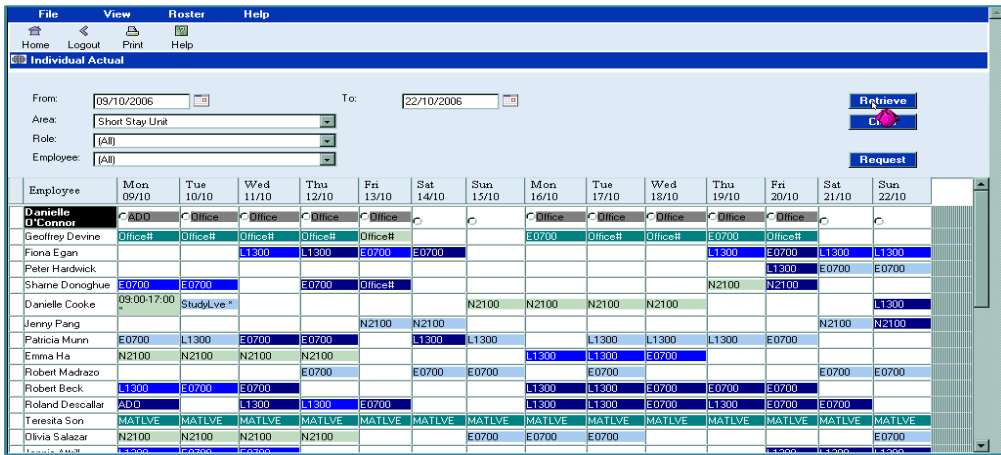 File View Roster Help
Home Logout Print Help
Individual Actual
From: 09/10/2006 To: 22/10/2006 Retrieve
Area: Short Stay Unit
Role: (All)
Employee: (All) Request
Employee Mon 09/10 Tue 10/10 Wed 11/10 Thu 12/10 Fri 13/10 Sat 14/10 Sun 15/10 Mon 16/10 Tue 17/10 Wed 18/10 Thu 19/10 Fri 20/10 Sat 21/10 Sun 22/10
Danielle O'Connor ADO Office Office Office Office Office Office Office Office Office
Geoffrey Devine Office# Office# Office# Office# Office# E0700 Office# Office# E0700 Office#
Fiona Egan L1300 L1300 E0700 E0700 L1300 E0700 L1300 L1300
Peter Hardwick L1300 E0700 E0700
Sharne Donoghue E0700 E0700 E0700 Office# N2100 N2100
Danielle Cooke 09:00-17:00 * StudyLve * N2100 N2100 N2100 N2100 L1300
Jenny Pang N2100 N2100 N2100 N2100
Patricia Munn E0700 L1300 E0700 E0700 L1300 L1300 L1300 L1300 L1300 E0700
Emma Ha N2100 N2100 N2100 N2100 L1300 L1300 E0700
Robert Madrazo E0700 E0700 E0700 E0700 E0700 E0700
Robert Beck L1300 E0700 E0700 L1300 L1300 E0700 E0700 E0700
Roland Descallar ADO L1300 L1300 E0700 L1300 L1300 E0700 L1300 E0700 E0700
Teresita Son MATLVE MATLVE MATLVE MATLVE MATLVE MATLVE MATLVE MATLVE MATLVE MATLVE MATLVE MATLVE MATLVE MATLVE
Olivia Salazar N2100 N2100 N2100 N2100 E0700 E0700 E0700 E0700